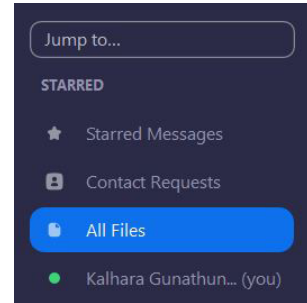 Jump to...
STARRED
Starred Messages
Contact Requests
All Files
Kalhara Gunathun... (you)